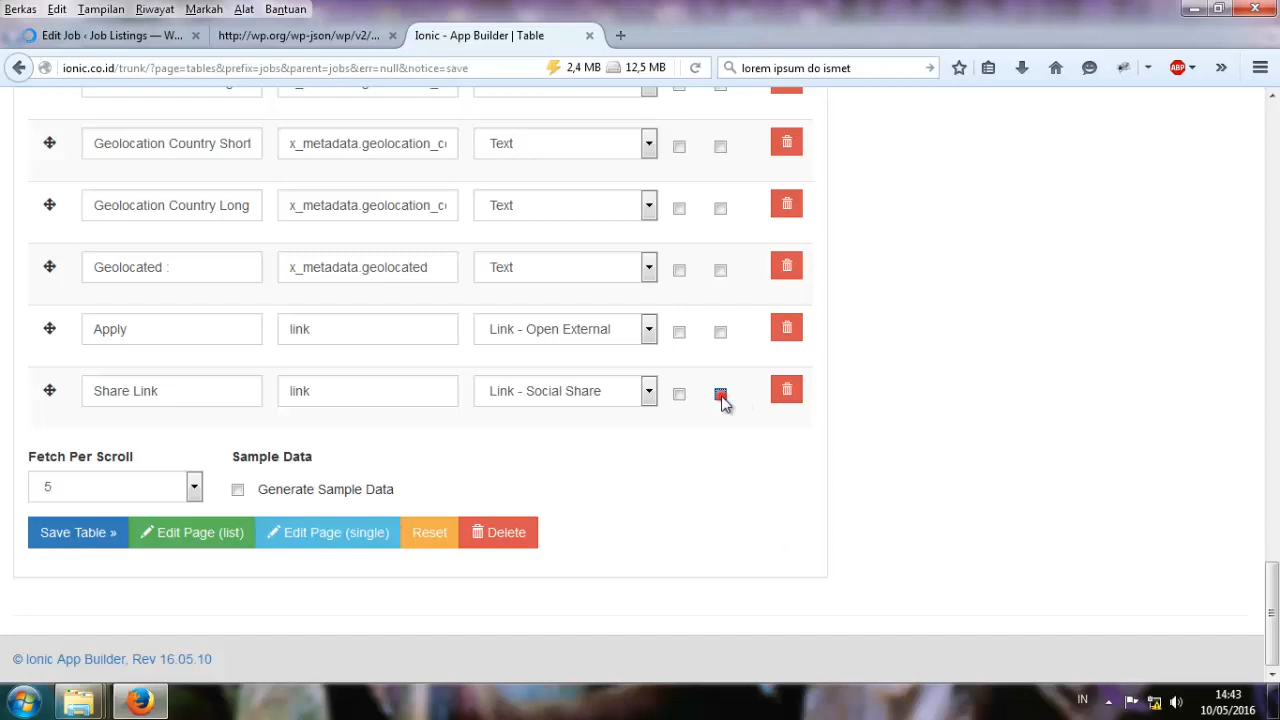 Berkas Edit Tampilan Riwayat Markah Alat Bantuan
Edit Job ‹ Job Listings — W... × http://wp.org/wp-json/wp/v2/... × Ionic - App Builder | Table ×
ionic.co.id/trunk/?page=tables&prefix=jobs&parent=jobs&err=null&notice=save 2,4 MB 12,5 MB lorem ipsum do ismet ABP
Geolocation Country Short x_metadata.geolocation_c Text
Geolocation Country Long x_metadata.geolocation_c Text
Geolocated : x_metadata.geolocated Text
Apply link Link - Open External
Share Link link Link - Social Share
Fetch Per Scroll Sample Data
5 Generate Sample Data
Save Table » Edit Page (list) Edit Page (single) Reset Delete
© Ionic App Builder, Rev 16.05.10
IN 14:43
10/05/2016